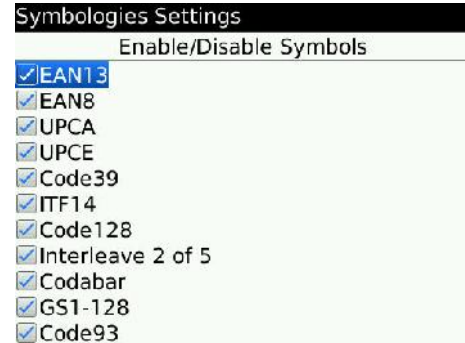 Symbologies Settings
Enable/Disable Symbols
EAN13
EAN8
UPCA
UPCE
Code39
ITF14
Code128
Interleave 2 of 5
Codabar
GS1-128
Code93